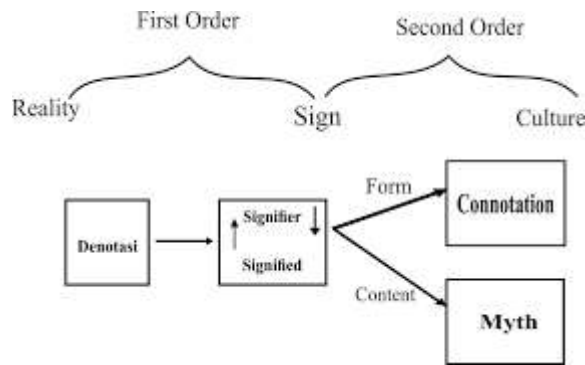 First Order
Second Order
Reality
Sign
Culture
Form
Connotation
Denotasi
Signifier
Signified
Content
Myth